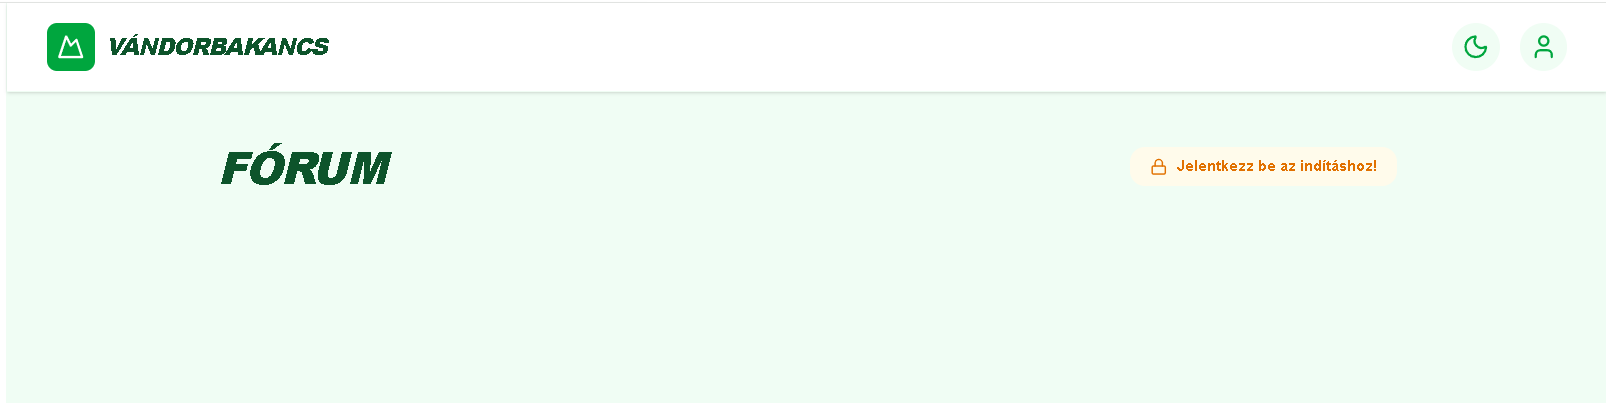 VÁNDORBAKANCS
FÓRUM
Jelentkezz be az indításhoz!